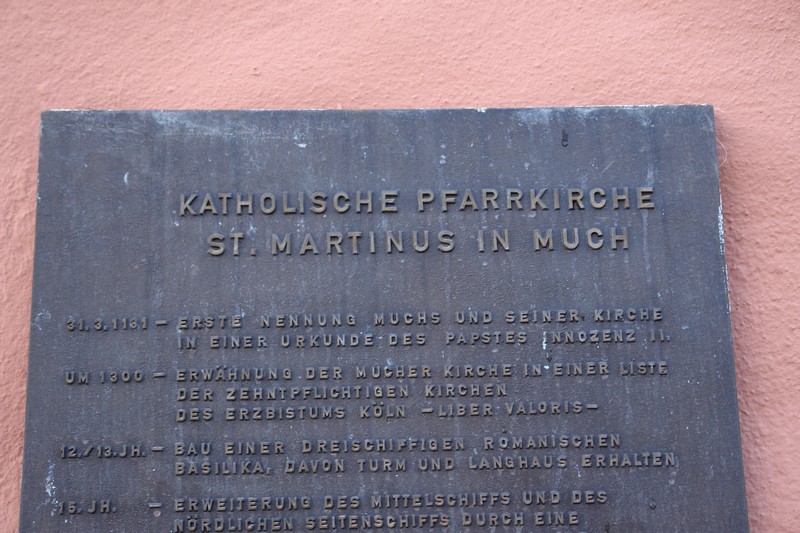 KATHOLISCHE PFARRKIRCHE
ST. MARTINUS IN MUCH
31.3.1131 – ERSTE NENNUNG MUCHS UND SEINER KIRCHE
IN EINER URKUNDE DES PAPSTES INNOZENZ II.
UM 1300 – ERWÄHNUNG DER MUCHER KIRCHE IN EINER LISTE
DER ZEHNTPFLICHTIGEN KIRCHEN
DES ERZBISTUMS KÖLN –LIBER VALORIS–
12./13. JH. – BAU EINER DREISCHIFFIGEN ROMANISCHEN
BASILIKA, DAVON TURM UND LANGHAUS ERHALTEN
15. JH. – ERWEITERUNG DES MITTELSCHIFFS UND DES
NÖRDLICHEN SEITENSCHIFFS DURCH EINE